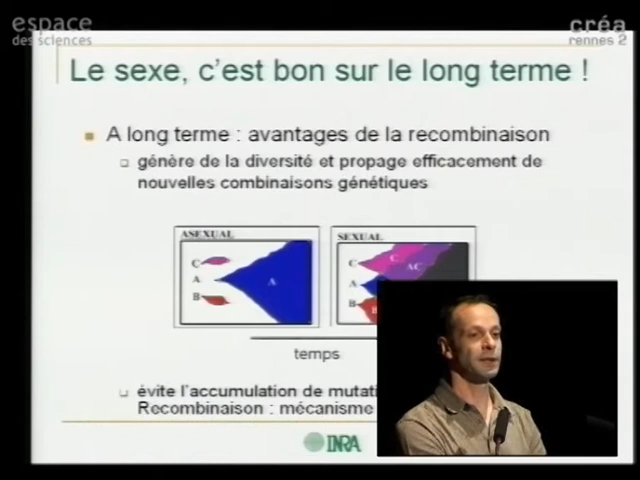 espace
des sciences
créa
rennes 2
Le sexe, c'est bon sur le long terme !
A long terme : avantages de la recombinaison
génère de la diversité et propage efficacement de
nouvelles combinaisons génétiques
ASEXUAL
SEXUAL
C
A
B
A
C
A
B
C
AC
B
temps
évite l'accumulation de
Recombinaison : mécanisme
INRA